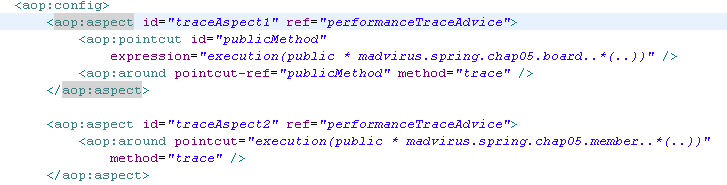 <aop:config>
<aop:aspect id="traceAspect1" ref="performanceTraceAdvice">
<aop:pointcut id="publicMethod"
expression="execution(public * madvirus.spring.chap05.board..*(..))" />
<aop:around pointcut-ref="publicMethod" method="trace" />
</aop:aspect>
<aop:aspect id="traceAspect2" ref="performanceTraceAdvice">
<aop:around pointcut="execution(public * madvirus.spring.chap05.member..*(..))"
method="trace" />
</aop:aspect>